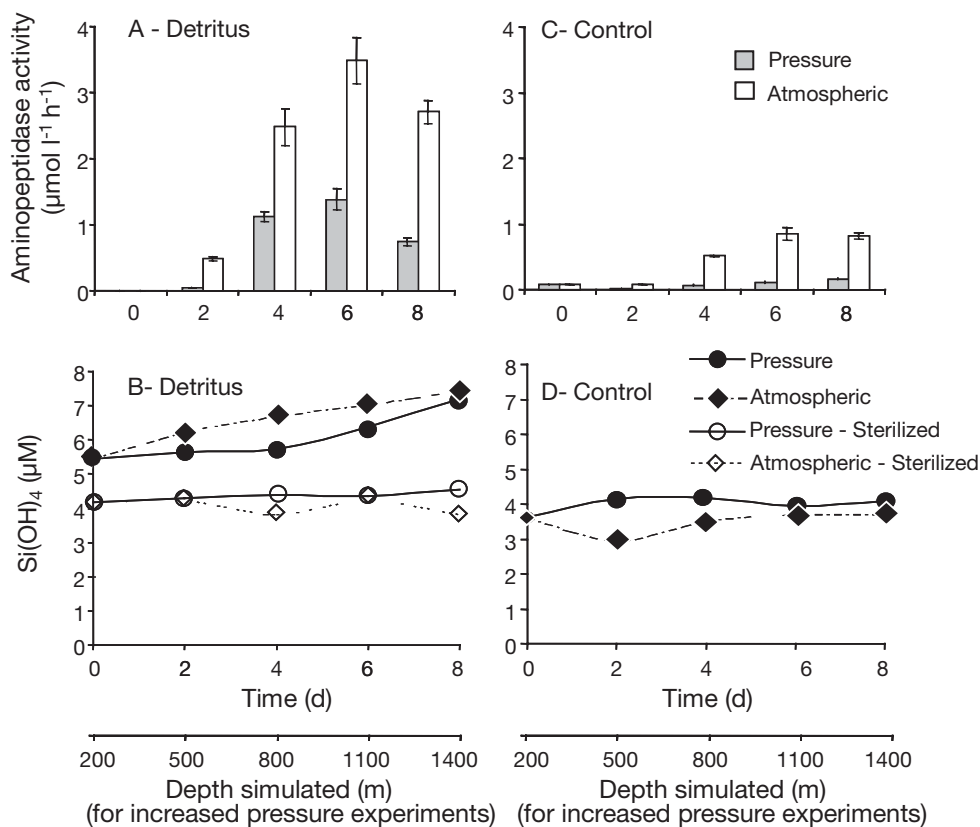 A - Detritus
C- Control
Pressure
Atmospheric
Aminopeptidase activity
(µmol l⁻¹ h⁻¹)
4
3
2
1
0
0 2 4 6 8
4
3
2
1
0
0 2 4 6 8
B- Detritus
D- Control
Pressure
Atmospheric
Pressure - Sterilized
Atmospheric - Sterilized
Si(OH)₄ (µM)
8
7
6
5
4
3
2
1
0
0 2 4 6 8
Time (d)
8
7
6
5
4
3
2
1
0
0 2 4 6 8
Time (d)
200 500 800 1100 1400
Depth simulated (m)
(for increased pressure experiments)
200 500 800 1100 1400
Depth simulated (m)
(for increased pressure experiments)